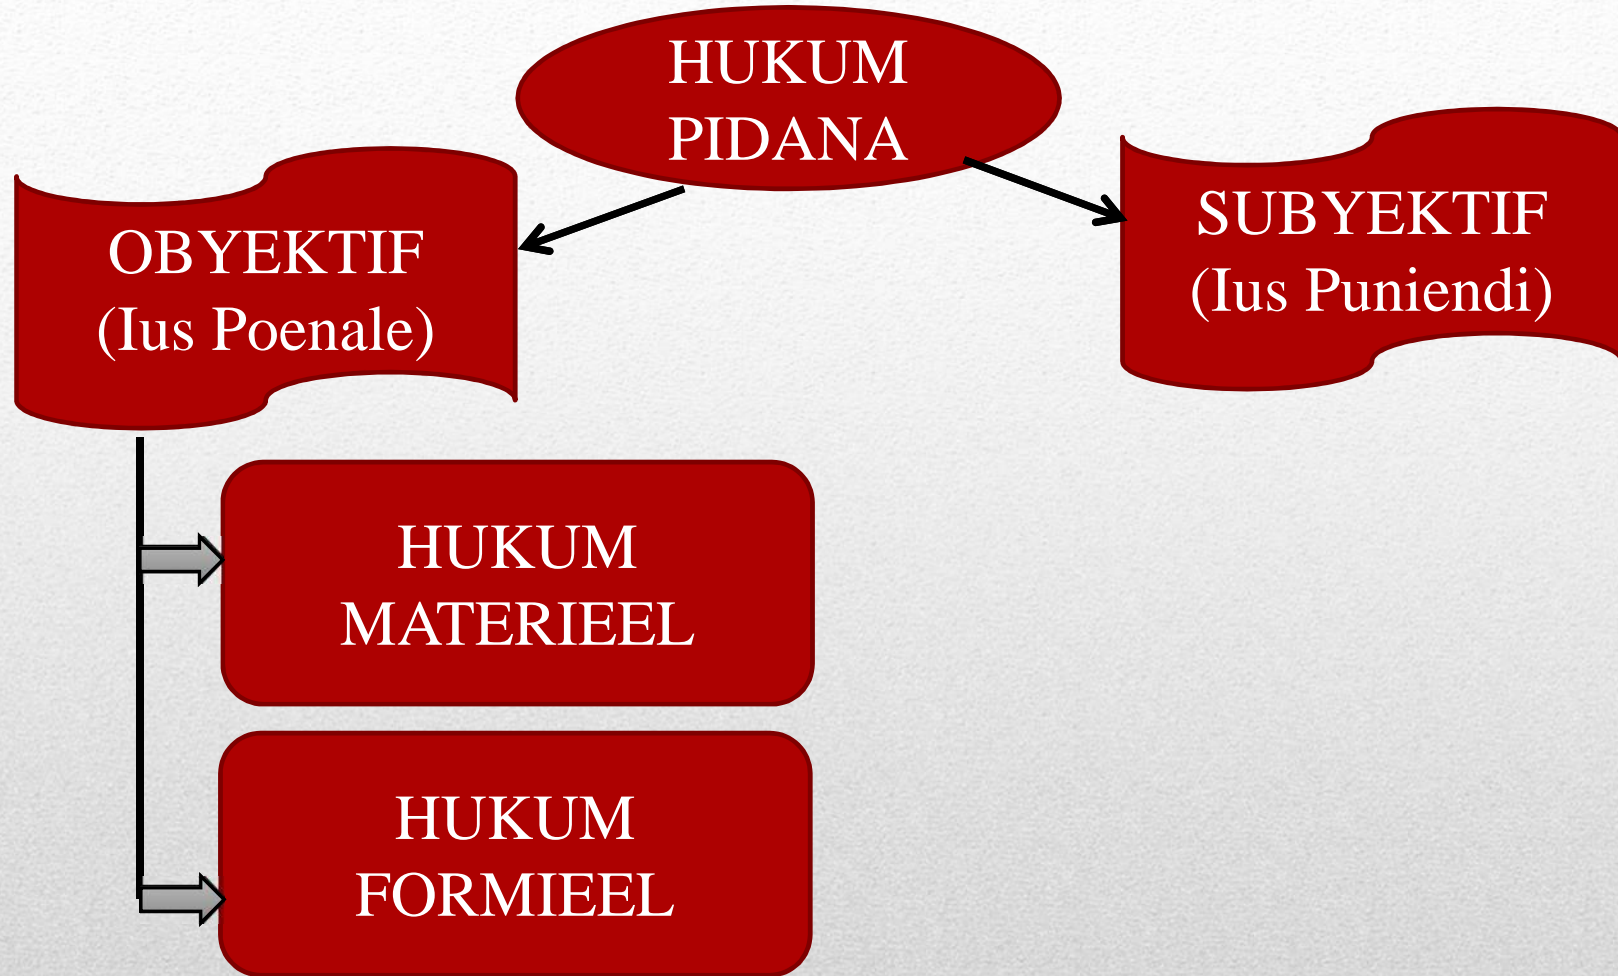 HUKUM
PIDANA
OBYEKTIF
(Ius Poenale)
SUBYEKTIF
(Ius Puniendi)
HUKUM
MATERIEEL
HUKUM
FORMIEEL